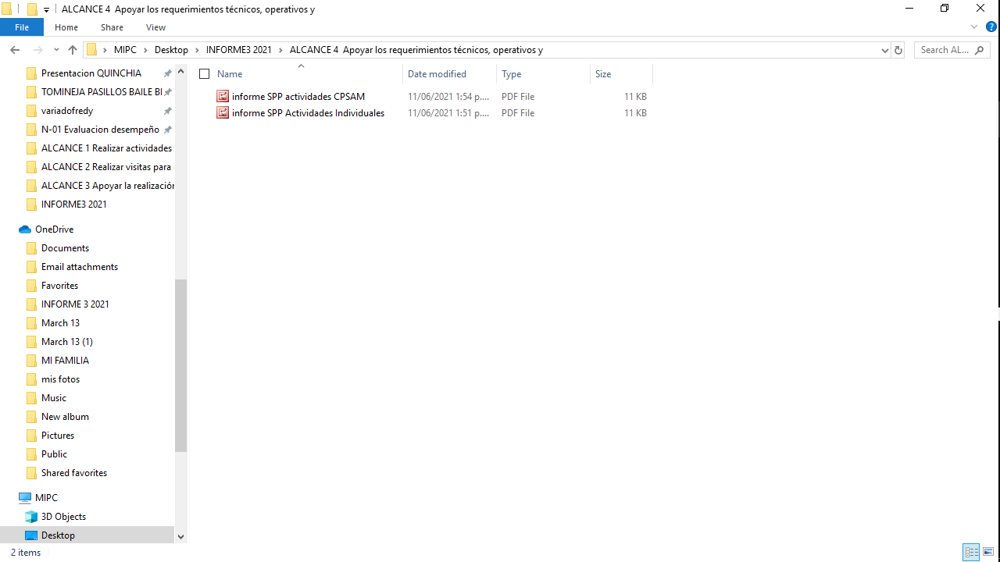 ALCANCE 4  Apoyar los requerimientos técnicos, operativos y
File Home Share View
MIPC Desktop INFORME3 2021 ALCANCE 4  Apoyar los requerimientos técnicos, operativos y Search AL...
Name Date modified Type Size
informe SPP actividades CPSAM 11/06/2021 1:54 p.... PDF File 11 KB
informe SPP Actividades Individuales 11/06/2021 1:51 p.... PDF File 11 KB
Presentacion QUINCHIA
TOMINEJA PASILLOS BAILE BI
variadofredy
N-01 Evaluacion desempeño
ALCANCE 1 Realizar actividades
ALCANCE 2 Realizar visitas para
ALCANCE 3 Apoyar la realización
INFORME3 2021
OneDrive
Documents
Email attachments
Favorites
INFORME 3 2021
March 13
March 13 (1)
MI FAMILIA
mis fotos
Music
New album
Pictures
Public
Shared favorites
MIPC
3D Objects
Desktop
2 items